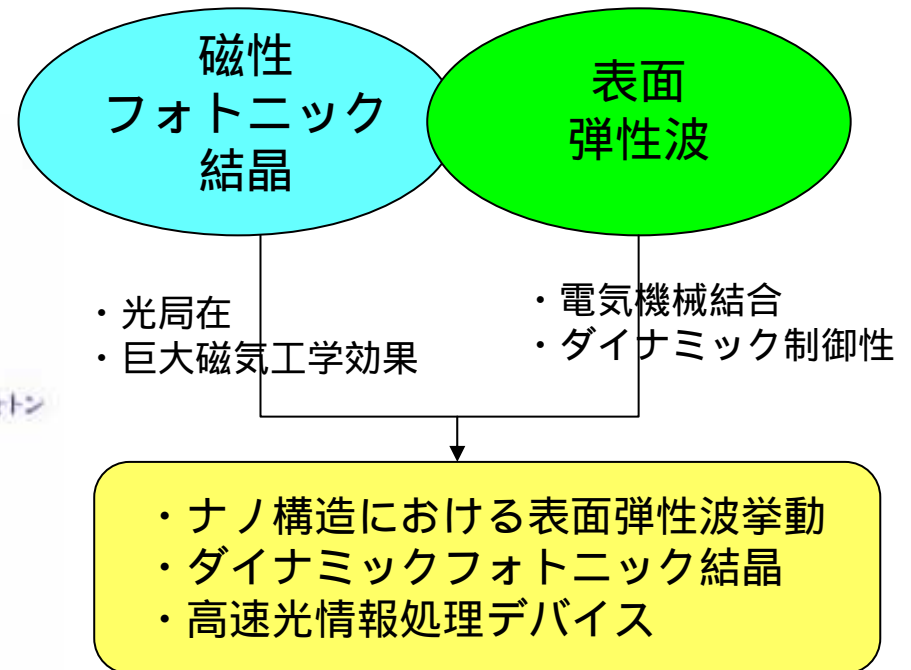 磁性
フォトニック
結晶
表面
弾性波
・光局在
・巨大磁気工学効果
・電気機械結合
・ダイナミック制御性
・ナノ構造における表面弾性波挙動
・ダイナミックフォトニック結晶
・高速光情報処理デバイス